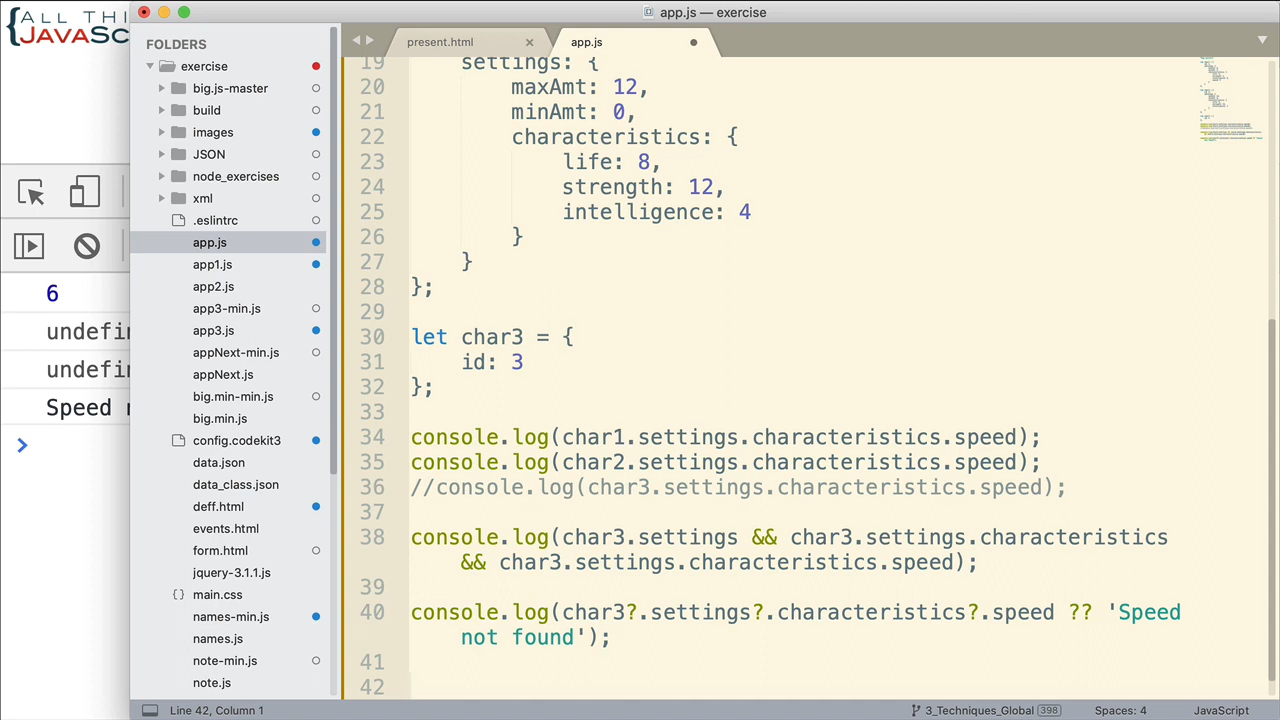 ALL THI
JAVASC
app.js — exercise
FOLDERS
exercise
big.js-master
build
images
JSON
node_exercises
xml
.eslintrc
app.js
app1.js
app2.js
app3-min.js
app3.js
appNext-min.js
appNext.js
big.min-min.js
big.min.js
config.codekit3
data.json
data_class.json
deff.html
events.html
form.html
jquery-3.1.1.js
main.css
names-min.js
names.js
note-min.js
note.js
6
undefin
undefin
Speed
present.html
app.js
19 settings: {
20 maxAmt: 12,
21 minAmt: 0,
22 characteristics: {
23 life: 8,
24 strength: 12,
25 intelligence: 4
26 }
27 }
28 };
29
30 let char3 = {
31 id: 3
32 };
33
34 console.log(char1.settings.characteristics.speed);
35 console.log(char2.settings.characteristics.speed);
36 //console.log(char3.settings.characteristics.speed);
37
38 console.log(char3.settings && char3.settings.characteristics
&& char3.settings.characteristics.speed);
39
40 console.log(char3?.settings?.characteristics?.speed ?? 'Speed
not found');
41
42
Line 42, Column 1
3_Techniques_Global 398
Spaces: 4
JavaScript